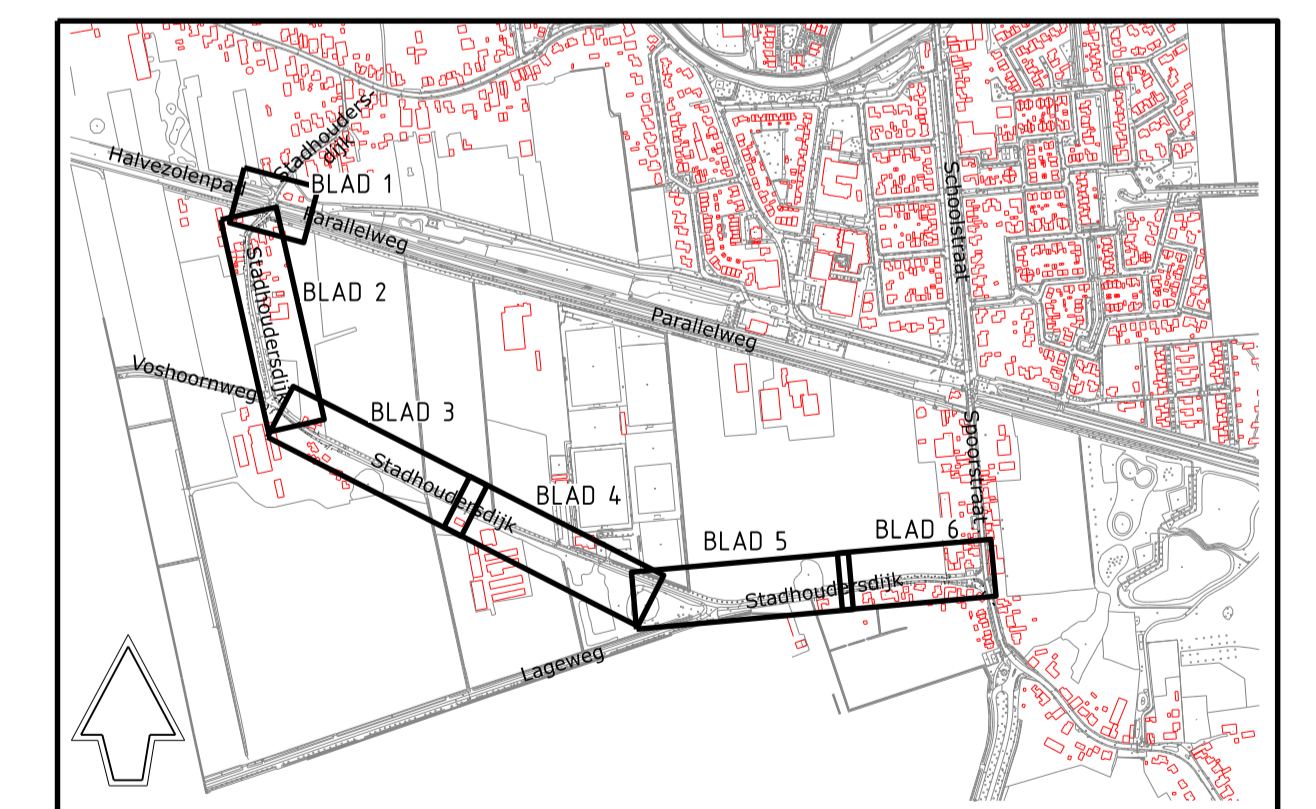 Stadhouders-
dijk
Halvezolenpad
BLAD 1
Parallelweg
Schoolstraat
Stadhoudersdijk
BLAD 2
Parallelweg
Voshoornweg
BLAD 3
Spoorstraat
Stadhoudersdijk
BLAD 4
BLAD 5
BLAD 6
Stadhoudersdijk
Lageweg